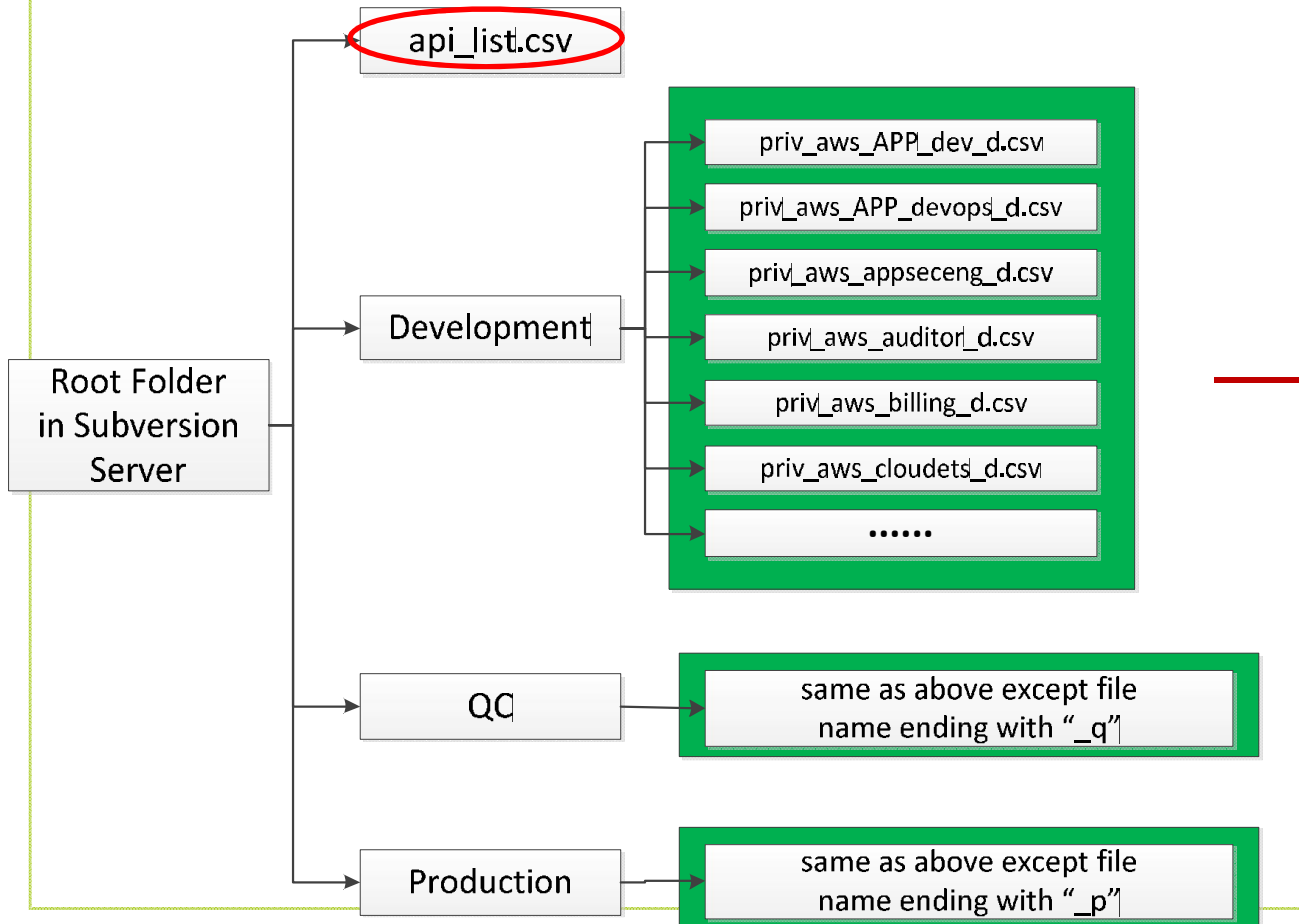 api_list.csv
priv_aws_APP_dev_d.csv
priv_aws_APP_devops_d.csv
priv_aws_appseceng_d.csv
Development
priv_aws_auditor_d.csv
Root Folder
in Subversion
Server
priv_aws_billing_d.csv
priv_aws_cloudets_d.csv
••••••
QC
same as above except file
name ending with “_q”
Production
same as above except file
name ending with “_p”